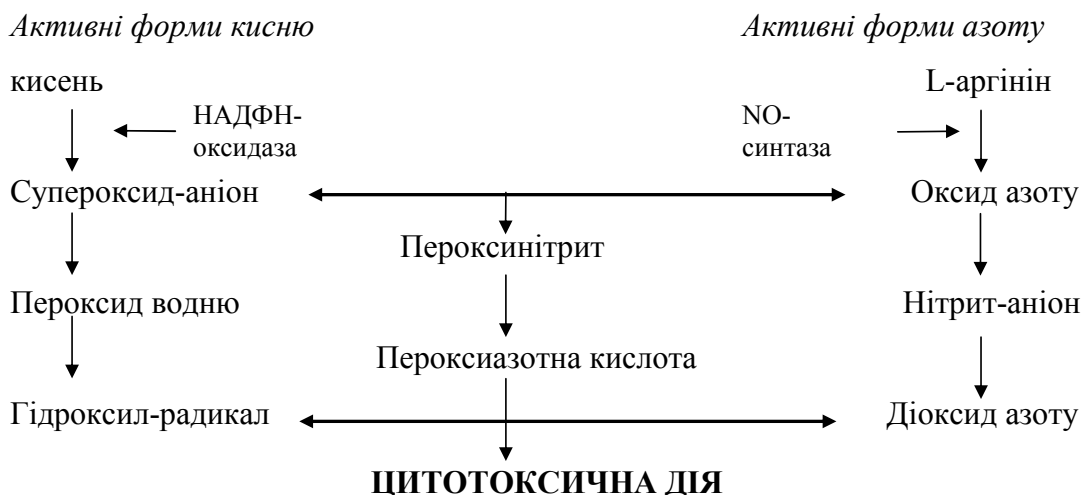 Активні форми кисню
Активні форми азоту
кисень
L-аргінін
НАДФН-
оксидаза
NO-
синтаза
Супероксид-аніон
Оксид азоту
Пероксинітрит
Пероксид водню
Нітрит-аніон
Пероксиазотна кислота
Гідроксил-радикал
Діоксид азоту
ЦИТОТОКСИЧНА ДІЯ